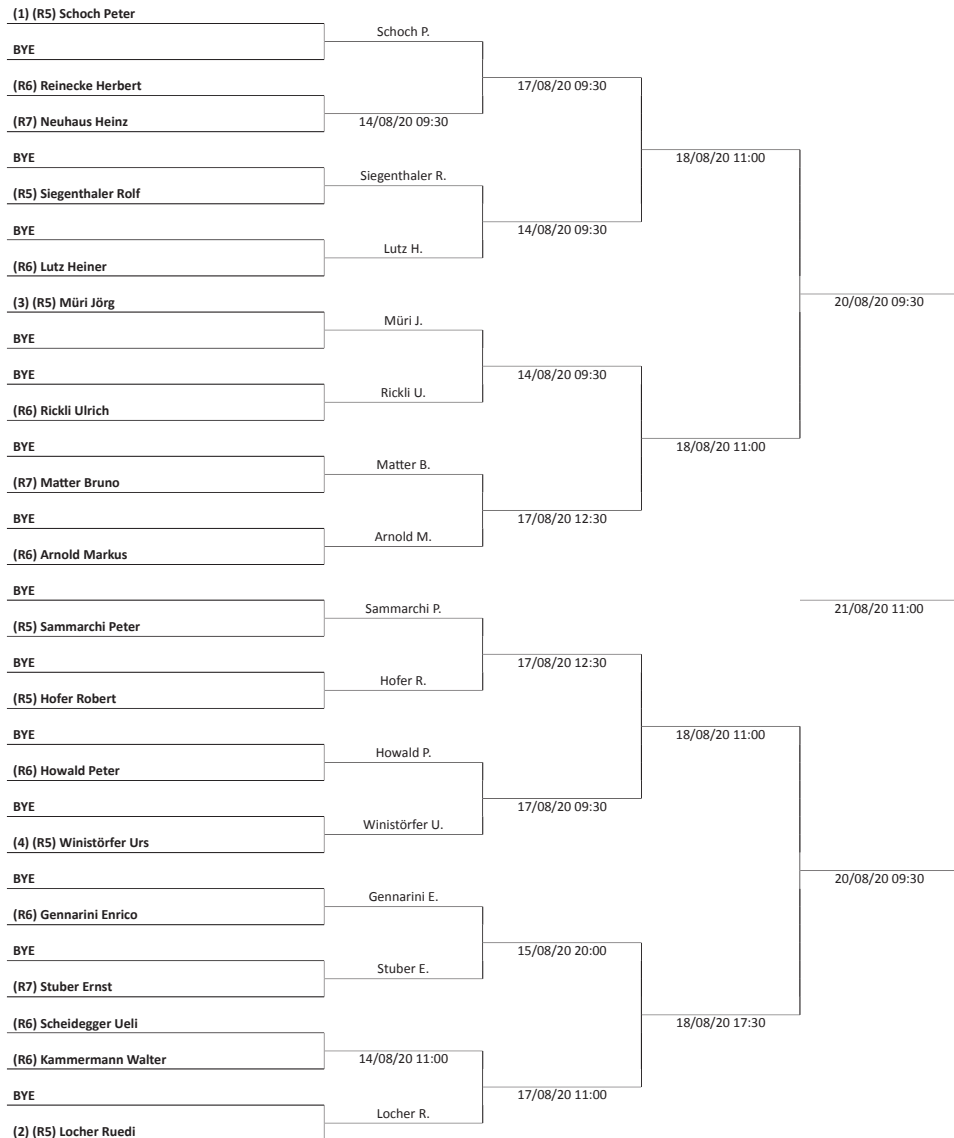 (1) (R5) Schoch Peter
Schoch P.
BYE
(R6) Reinecke Herbert
17/08/20 09:30
(R7) Neuhaus Heinz
14/08/20 09:30
BYE
18/08/20 11:00
Siegenthaler R.
(R5) Siegenthaler Rolf
BYE
14/08/20 09:30
Lutz H.
(R6) Lutz Heiner
(3) (R5) Müri Jörg
20/08/20 09:30
Müri J.
BYE
BYE
14/08/20 09:30
Rickli U.
(R6) Rickli Ulrich
BYE
18/08/20 11:00
Matter B.
(R7) Matter Bruno
BYE
17/08/20 12:30
Arnold M.
(R6) Arnold Markus
BYE
Sammarchi P.
21/08/20 11:00
(R5) Sammarchi Peter
BYE
17/08/20 12:30
Hofer R.
(R5) Hofer Robert
BYE
18/08/20 11:00
Howald P.
(R6) Howald Peter
BYE
17/08/20 09:30
Winistörfer U.
(4) (R5) Winistörfer Urs
BYE
20/08/20 09:30
Gennarini E.
(R6) Gennarini Enrico
BYE
15/08/20 20:00
Stuber E.
(R7) Stuber Ernst
(R6) Scheidegger Ueli
18/08/20 17:30
(R6) Kammermann Walter
14/08/20 11:00
BYE
17/08/20 11:00
Locher R.
(2) (R5) Locher Ruedi